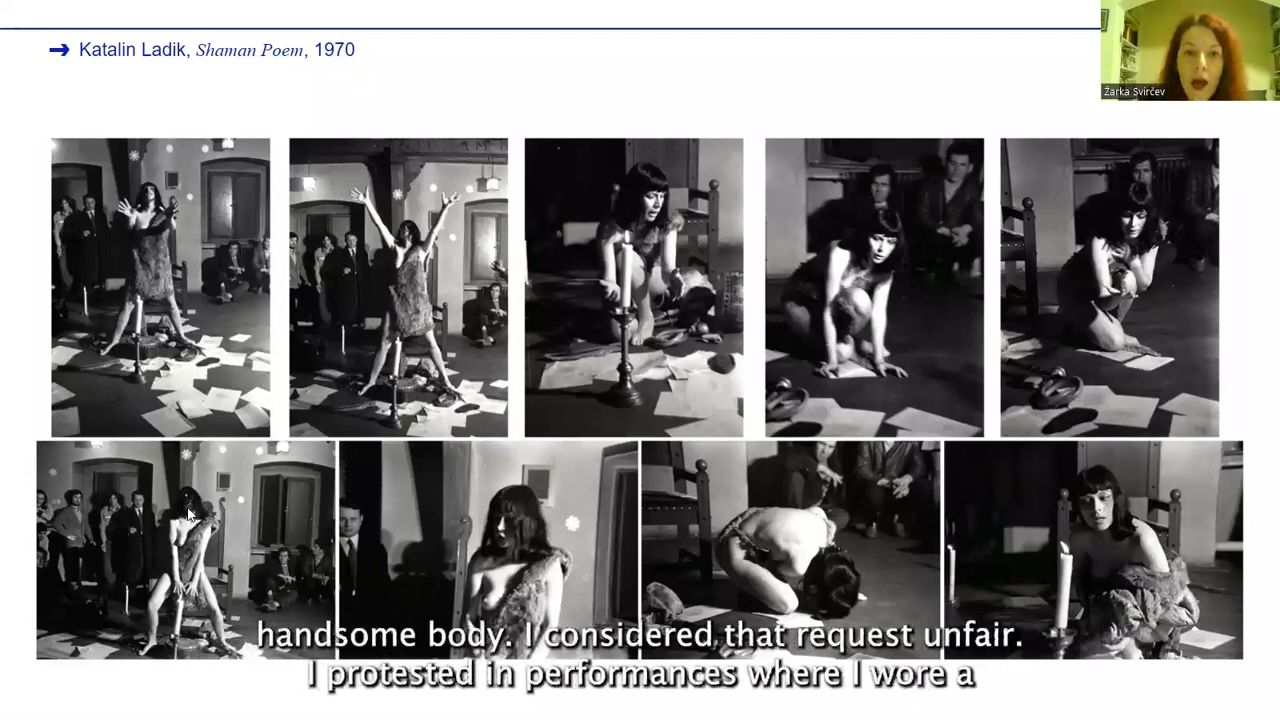 ➔ Katalin Ladik, Shaman Poem, 1970
Žarka Svirčev
handsome body. I considered that request unfair.
I protested in performances where I wore a